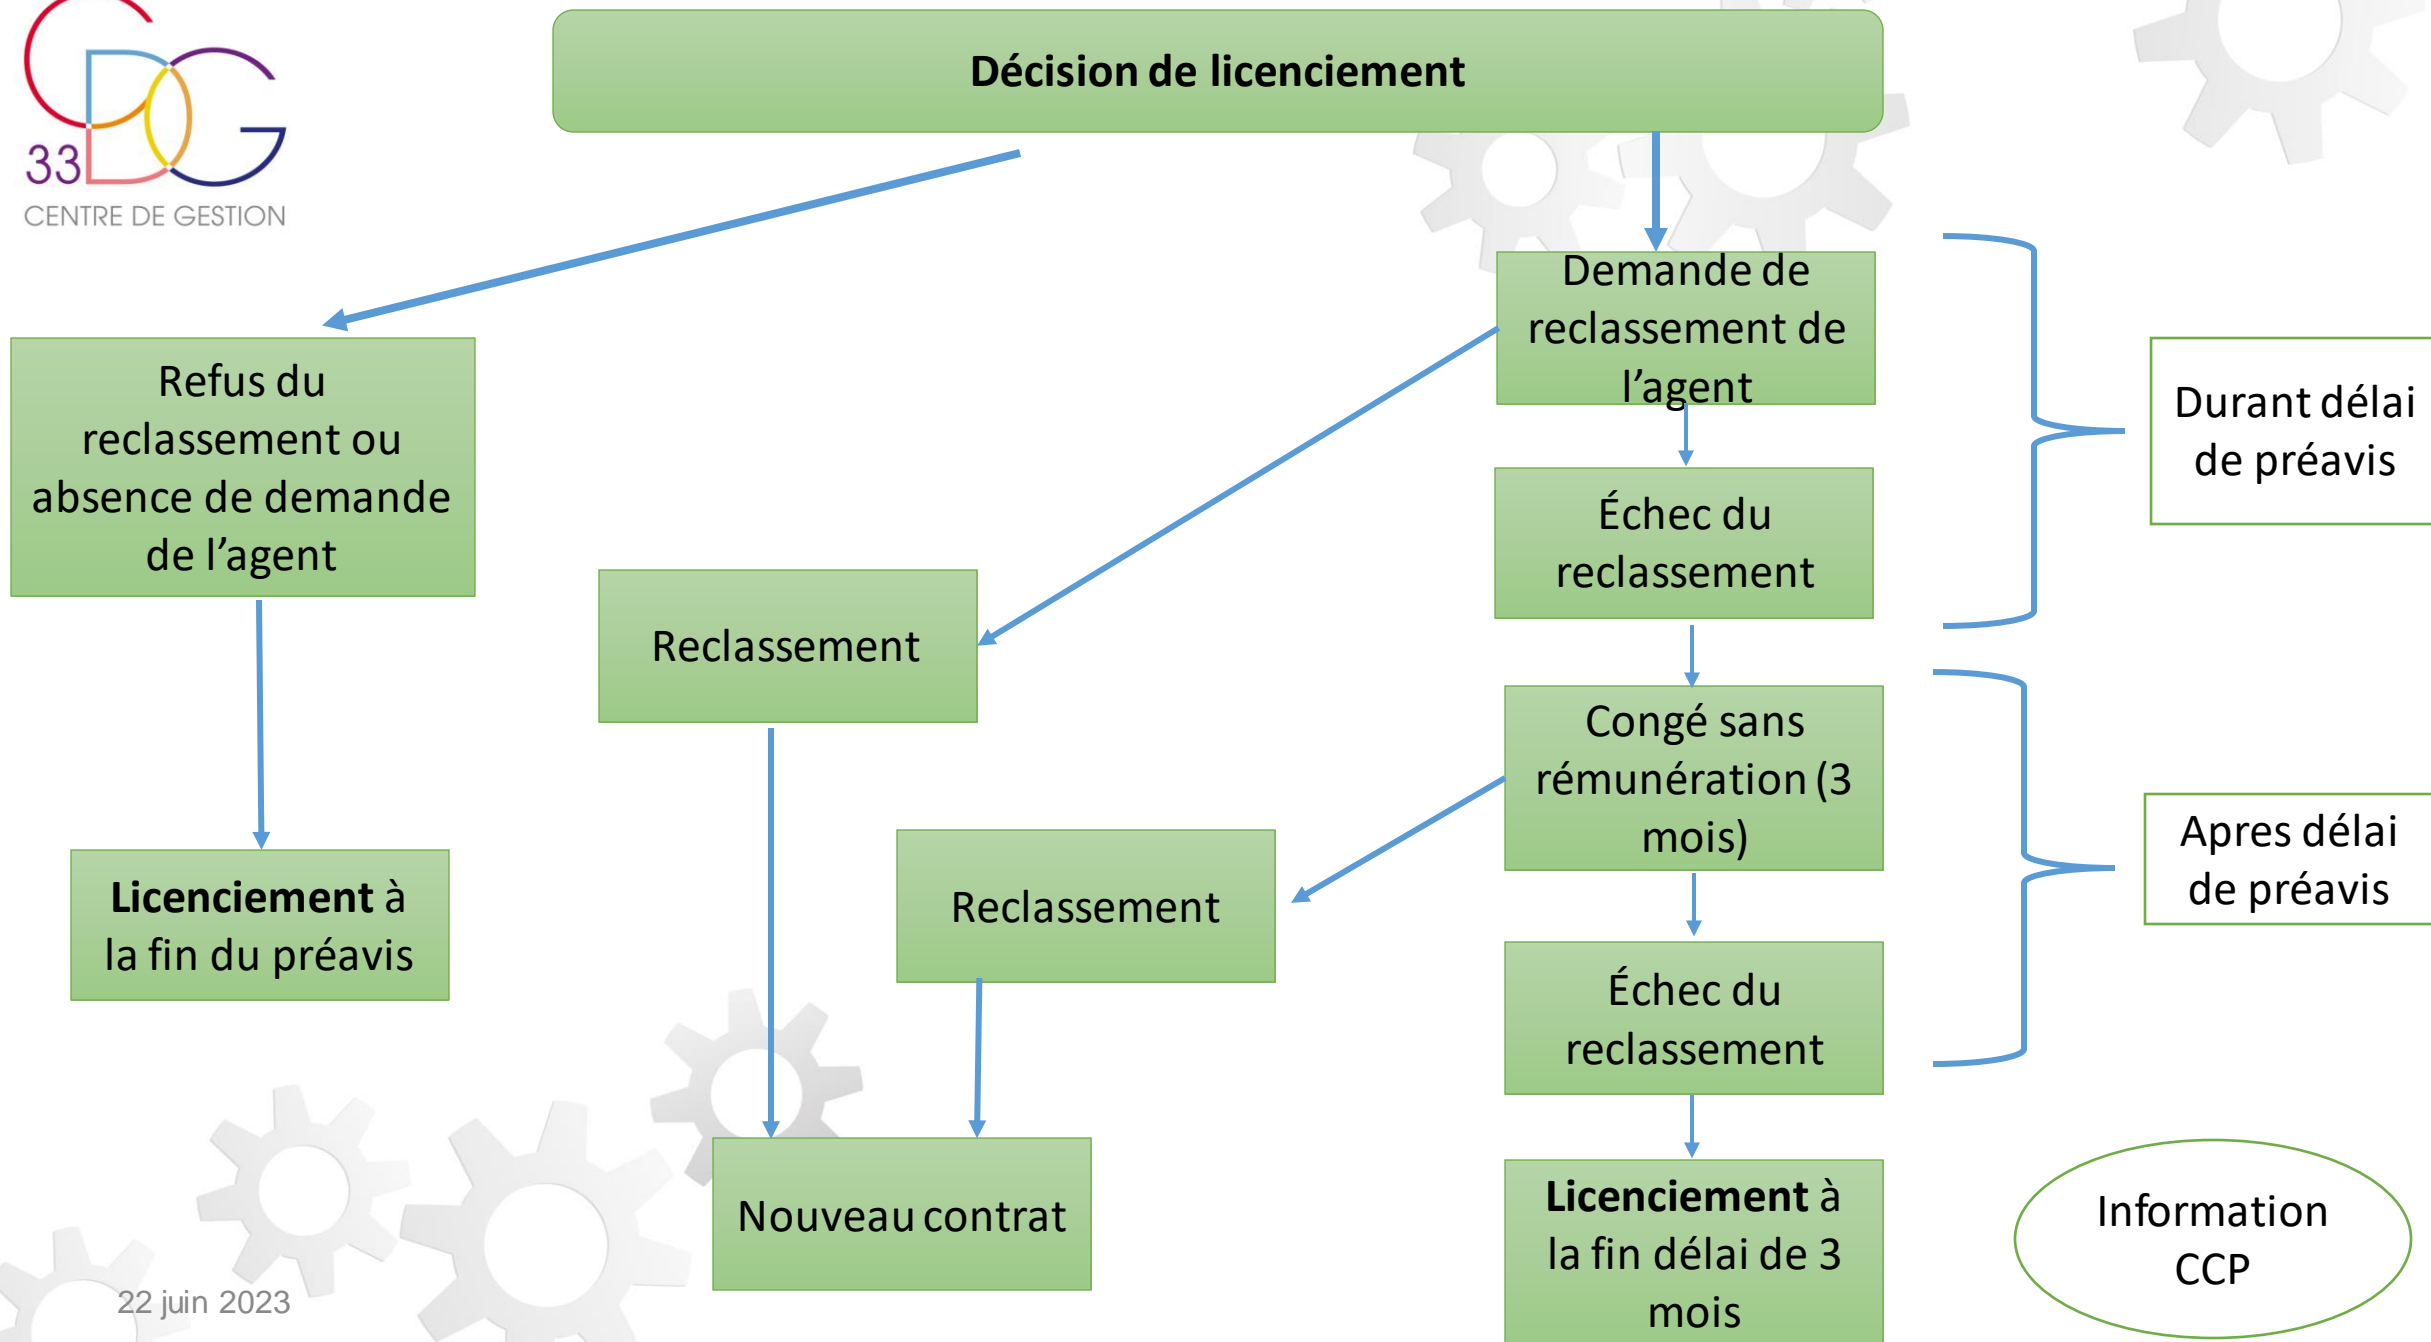 CDG
33
CENTRE DE GESTION
Décision de licenciement
Demande de
reclassement de
l’agent
Durant délai
de préavis
Refus du
reclassement ou
absence de demande
de l’agent
Échec du
reclassement
Reclassement
Congé sans
rémunération (3
mois)
Apres délai
de préavis
Reclassement
Licenciement à
la fin du préavis
Échec du
reclassement
Nouveau contrat
Licenciement à
la fin délai de 3
mois
Information
CCP
22 juin 2023